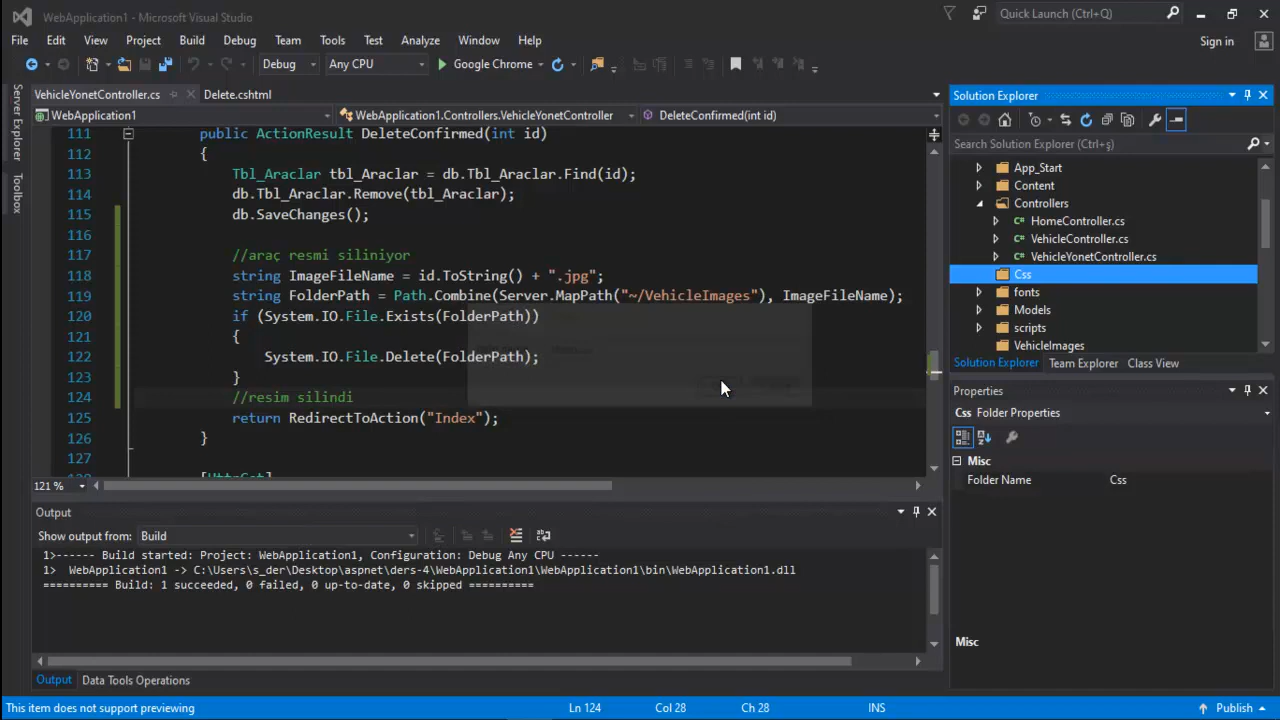 WebApplication1 - Microsoft Visual Studio
Quick Launch (Ctrl+Q)
File Edit View Project Build Debug Team Tools Test Analyze Window Help
Sign in
Debug Any CPU Google Chrome
Server Explorer
Toolbox
VehicleYonetController.cs Delete.cshtml
WebApplication1 WebApplication1.Controllers.VehicleYonetController DeleteConfirmed(int id)
111 public ActionResult DeleteConfirmed(int id)
112 {
113 Tbl_Araclar tbl_Araclar = db.Tbl_Araclar.Find(id);
114 db.Tbl_Araclar.Remove(tbl_Araclar);
115 db.SaveChanges();
116
117 //araç resmi siliniyor
118 string ImageFileName = id.ToString() + ".jpg";
119 string FolderPath = Path.Combine(Server.MapPath("~/VehicleImages"), ImageFileName);
120 if (System.IO.File.Exists(FolderPath))
121 {
122 System.IO.File.Delete(FolderPath);
123 }
124 //resim silindi
125 return RedirectToAction("Index");
126 }
127
121 %
Output
Show output from: Build
1>------ Build started: Project: WebApplication1, Configuration: Debug Any CPU ------
1> WebApplication1 -> C:\Users\s_der\Desktop\aspnet\ders-4\WebApplication1\WebApplication1\bin\WebApplication1.dll
========== Build: 1 succeeded, 0 failed, 0 up-to-date, 0 skipped ==========
Output Data Tools Operations
Solution Explorer
Search Solution Explorer (Ctrl+ş)
App_Start
Content
Controllers
HomeController.cs
VehicleController.cs
VehicleYonetController.cs
Css
fonts
Models
scripts
VehicleImages
Solution Explorer Team Explorer Class View
Properties
Css Folder Properties
Misc
Folder Name Css
Misc
This item does not support previewing Ln 124 Col 28 Ch 28 INS Publish